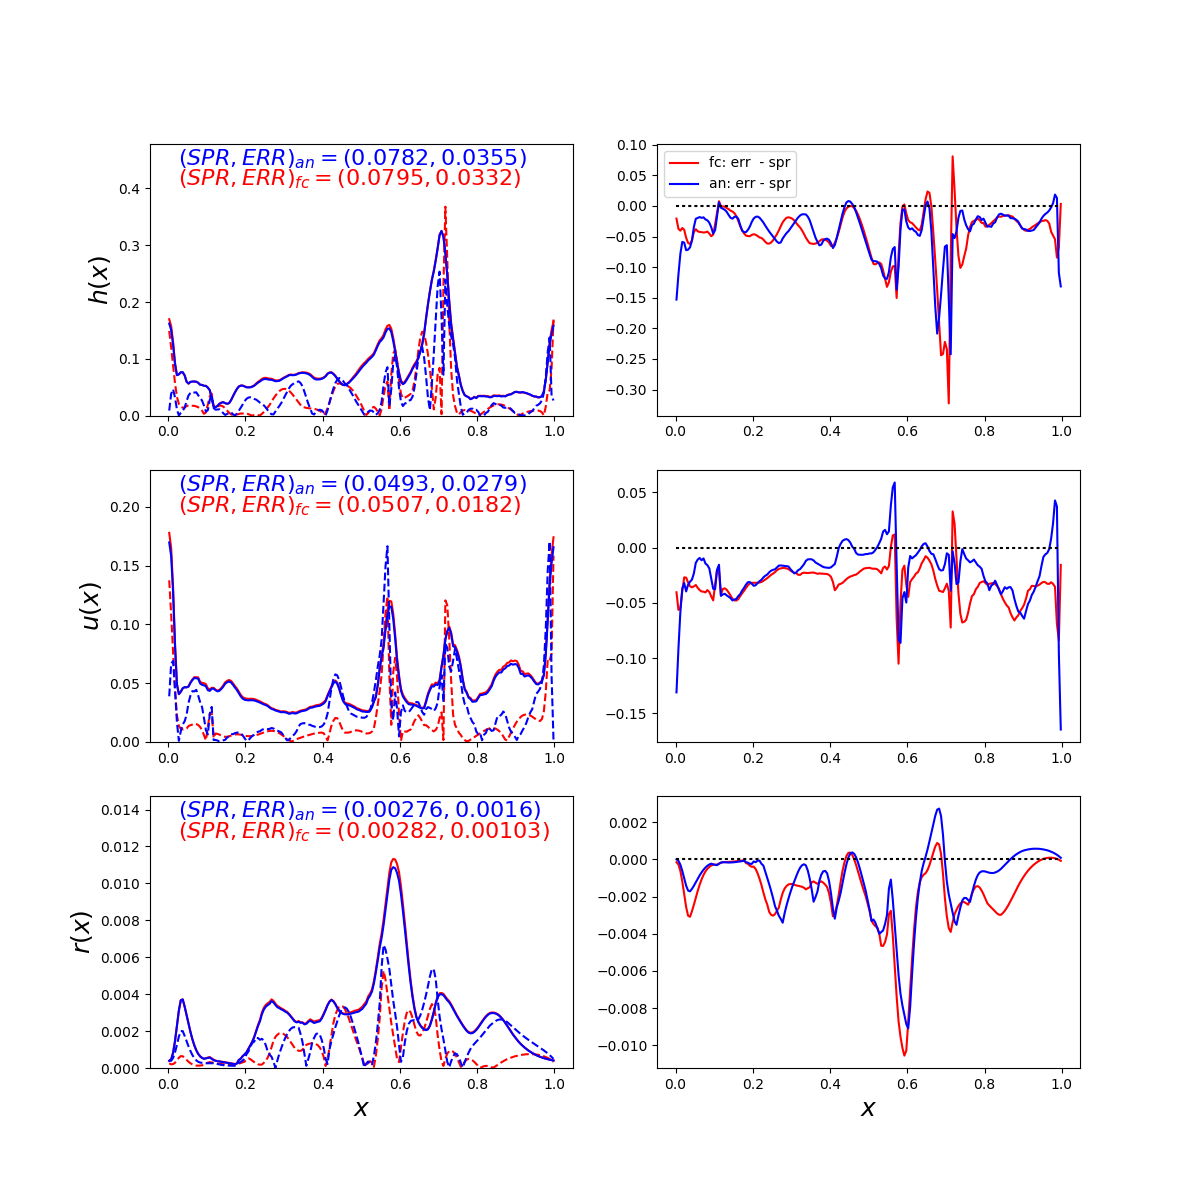 (SPR, ERR)an = (0.0782, 0.0355)
(SPR, ERR)fc = (0.0795, 0.0332)
h(x)
0.4
0.3
0.2
0.1
0.0
0.0 0.2 0.4 0.6 0.8 1.0
fc: err  - spr
an: err - spr
0.10
0.05
0.00
−0.05
−0.10
−0.15
−0.20
−0.25
−0.30
0.0 0.2 0.4 0.6 0.8 1.0
(SPR, ERR)an = (0.0493, 0.0279)
(SPR, ERR)fc = (0.0507, 0.0182)
u(x)
0.20
0.15
0.10
0.05
0.00
0.0 0.2 0.4 0.6 0.8 1.0
0.05
0.00
−0.05
−0.10
−0.15
0.0 0.2 0.4 0.6 0.8 1.0
(SPR, ERR)an = (0.00276, 0.0016)
(SPR, ERR)fc = (0.00282, 0.00103)
r(x)
0.014
0.012
0.010
0.008
0.006
0.004
0.002
0.000
0.0 0.2 0.4 0.6 0.8 1.0
x
0.002
0.000
−0.002
−0.004
−0.006
−0.008
−0.010
0.0 0.2 0.4 0.6 0.8 1.0
x